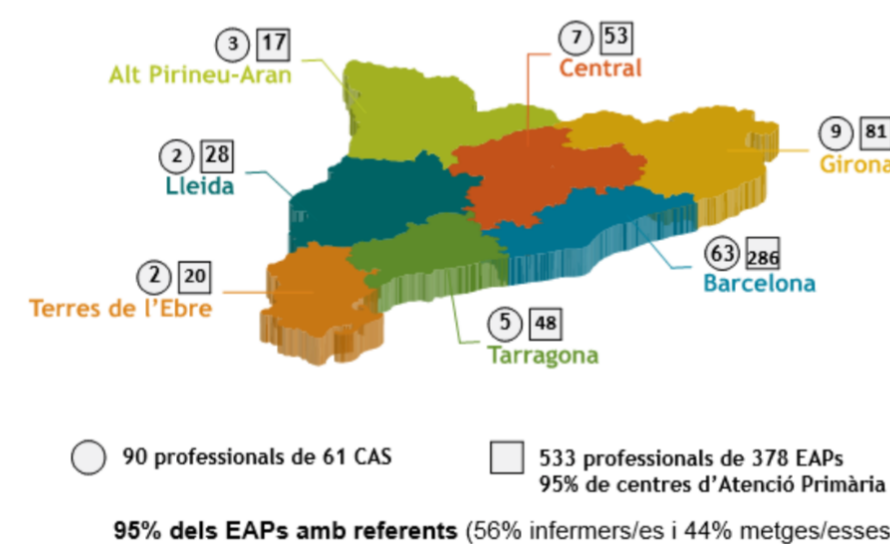 3 17
Alt Pirineu-Aran
7 53
Central
9 81
Girona
2 28
Lleida
63 286
Barcelona
2 20
Terres de l'Ebre
5 48
Tarragona
90 professionals de 61 CAS
533 professionals de 378 EAPs
95% de centres d'Atenció Primària
95% dels EAPs amb referents (56% infermers/es i 44% metges/esses